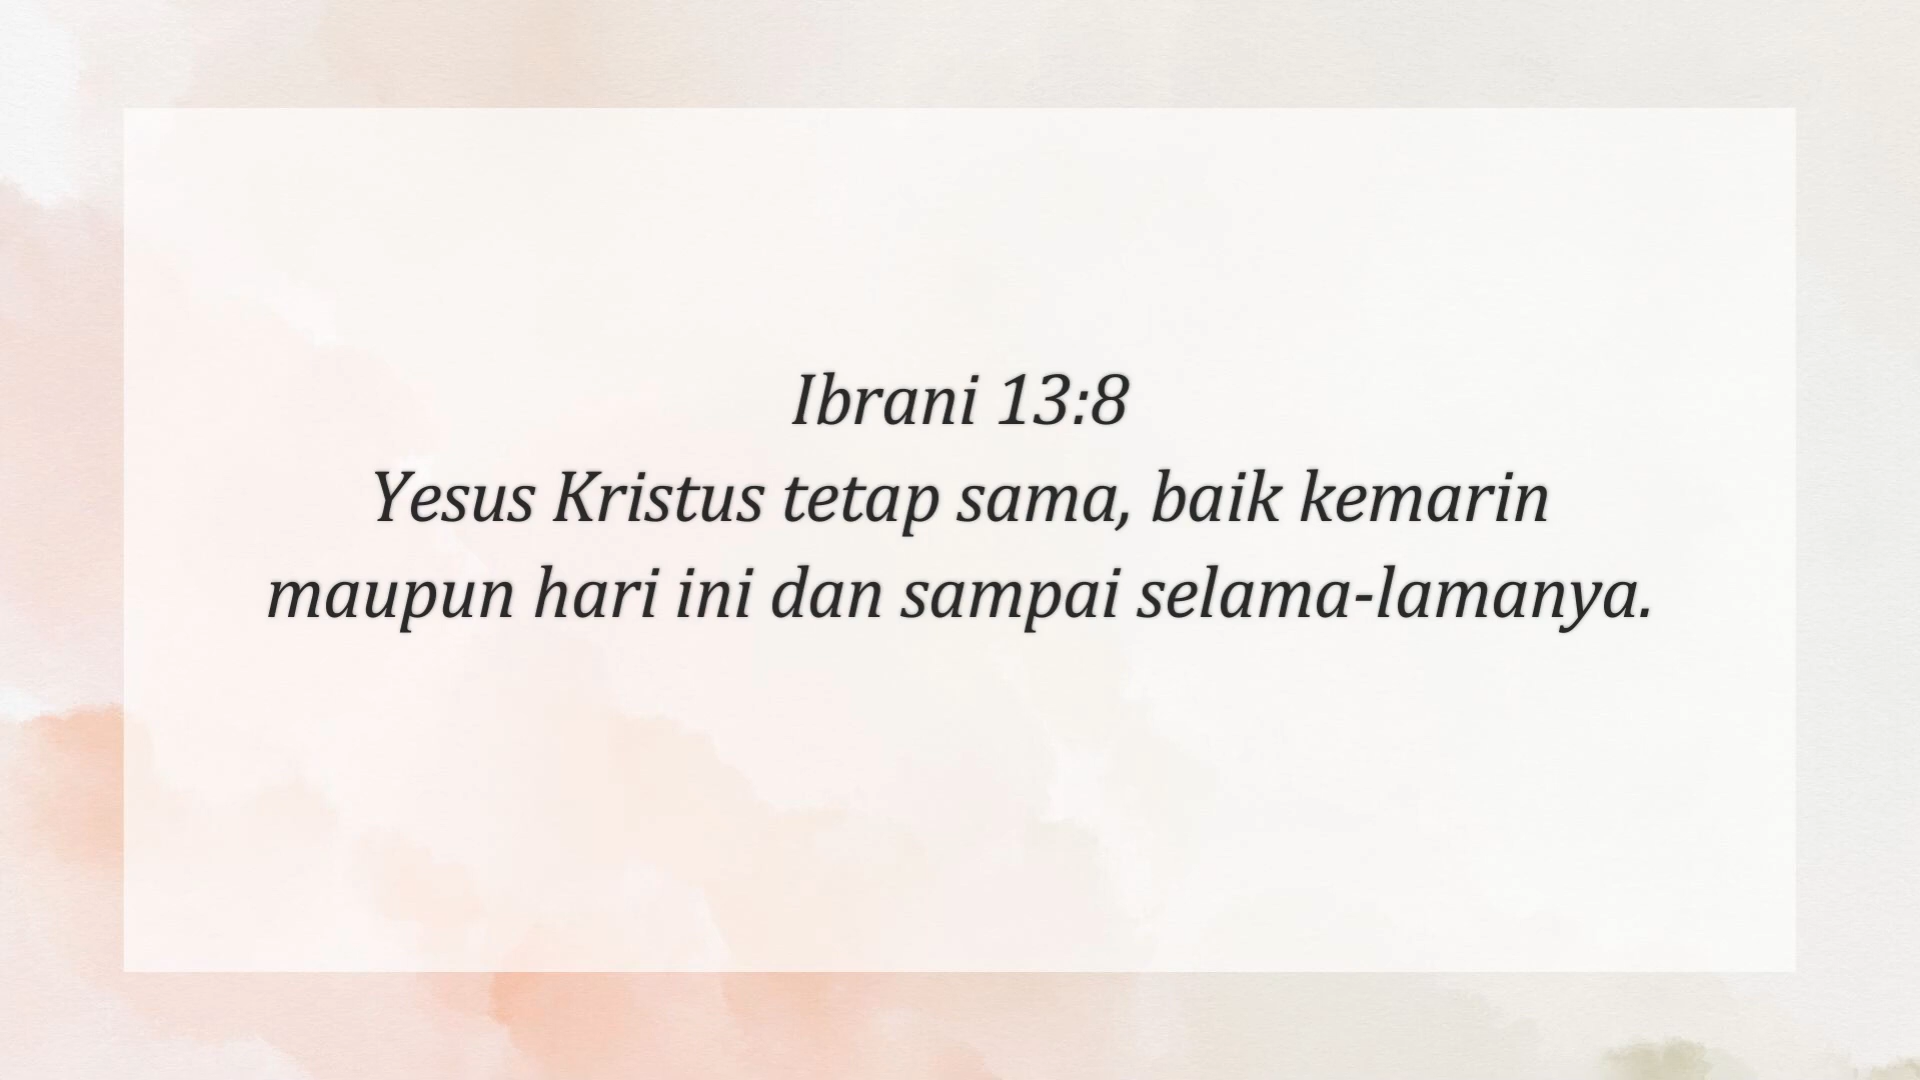 Ibrani 13:8
Yesus Kristus tetap sama, baik kemarin
maupun hari ini dan sampai selama-lamanya.